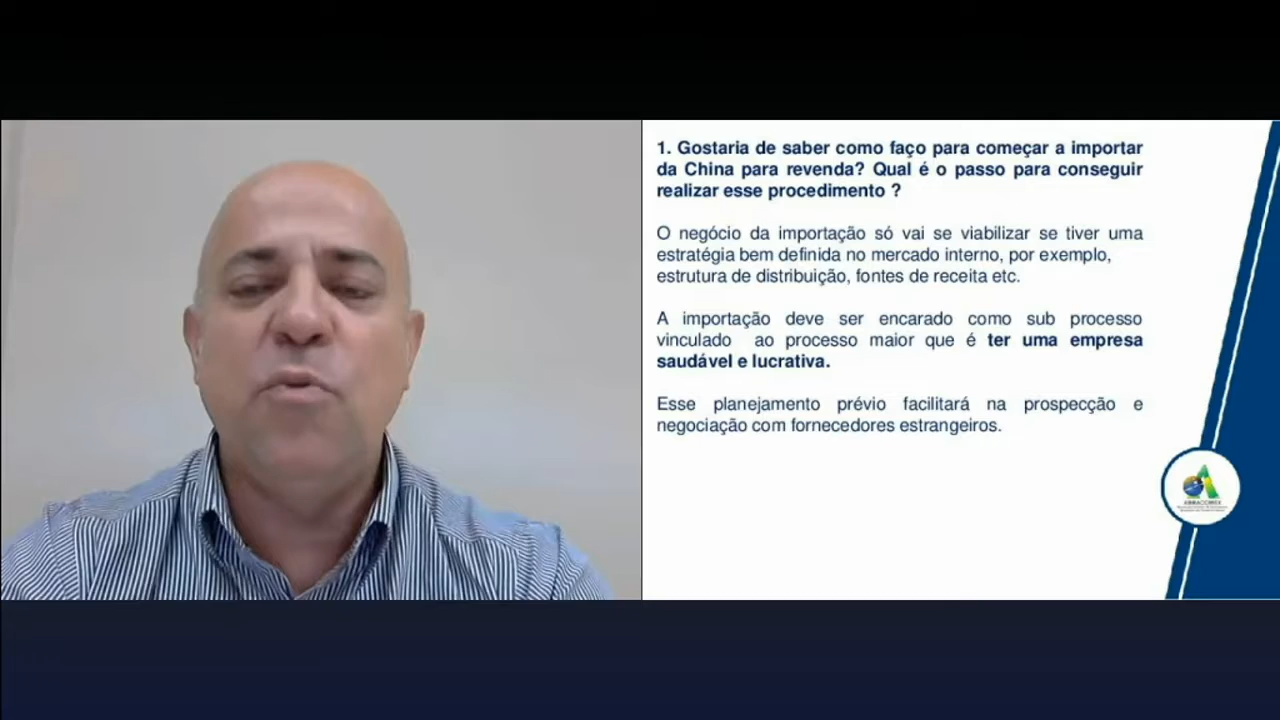 1. Gostaria de saber como faço para começar a importar
da China para revenda? Qual é o passo para conseguir
realizar esse procedimento ?
O negócio da importação só vai se viabilizar se tiver uma
estratégia bem definida no mercado interno, por exemplo,
estrutura de distribuição, fontes de receita etc.
A importação deve ser encarado como sub processo
vinculado ao processo maior que é ter uma empresa
saudável e lucrativa.
Esse planejamento prévio facilitará na prospecção e
negociação com fornecedores estrangeiros.
ABRACOMEX